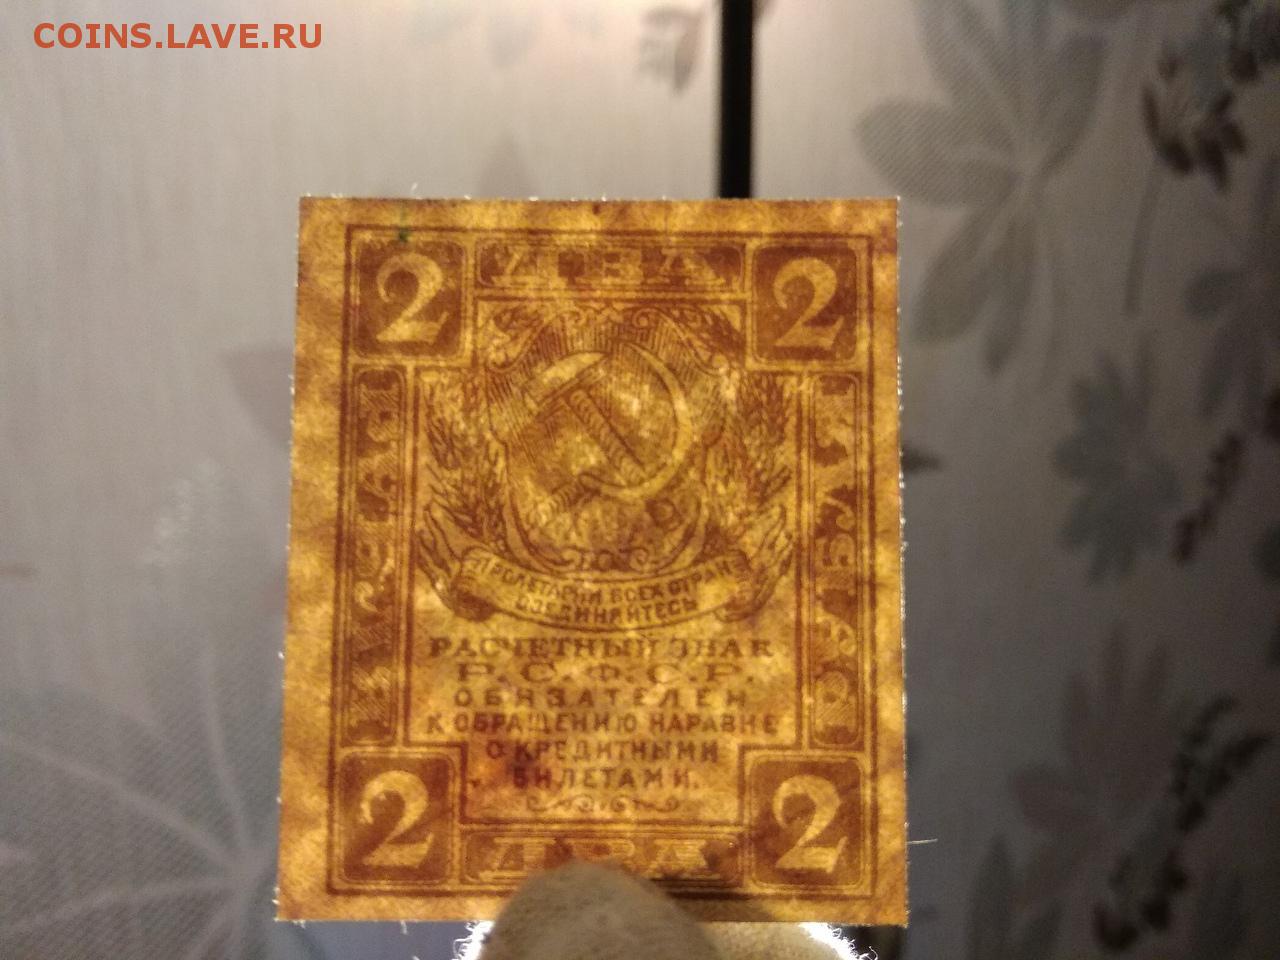 COINS.LAVE.RU
2 ДВА 2
РУБЛЯ
ПРОЛЕТАРИИ ВСЕХ СТРАН
СОЕДИНЯЙТЕСЬ
РАСЧЕТНЫЙ ЗНАК
Р.С.Ф.С.Р.
ОБЯЗАТЕЛЕН
К ОБРАЩЕНИЮ НАРАВНЕ
С КРЕДИТНЫМИ
БИЛЕТАМИ.
2 ДВА 2